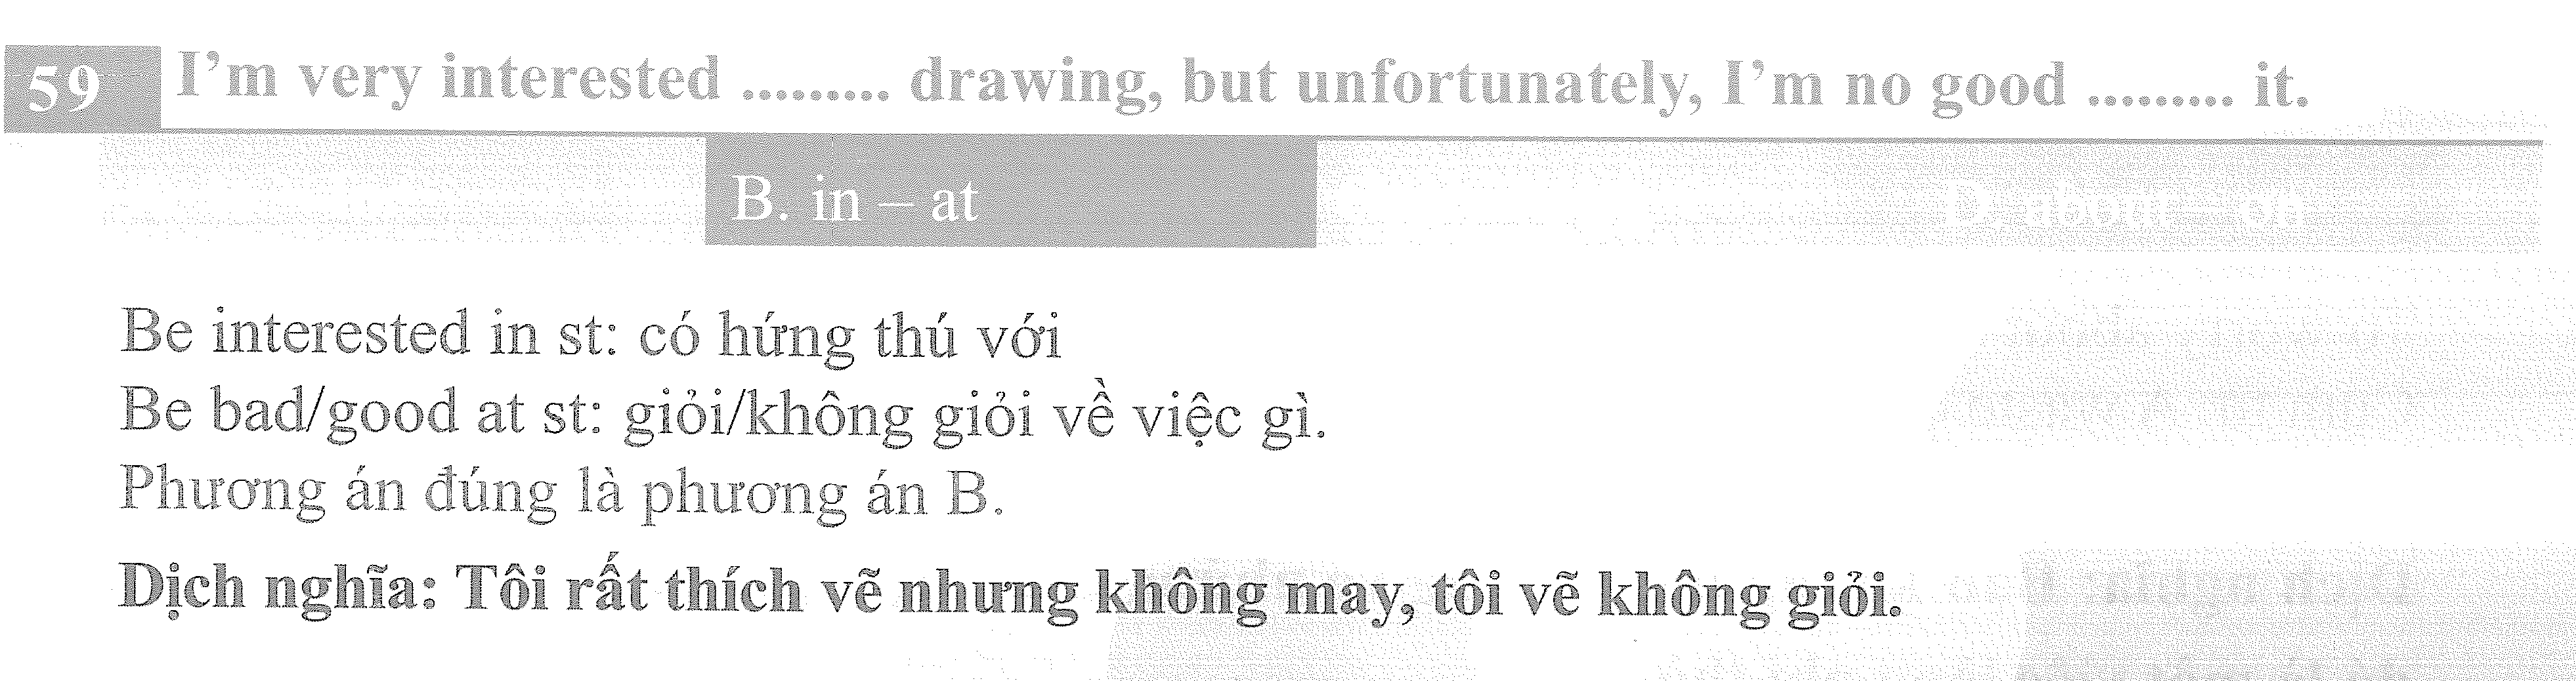 59 I'm very interested ......... drawing, but unfortunately, I'm no good ......... it.
B. in – at D. about – on
Be interested in st: có hứng thú với
Be bad/good at st: giỏi/không giỏi về việc gì.
Phương án đúng là phương án B.
Dịch nghĩa: Tôi rất thích vẽ nhưng không may, tôi vẽ không giỏi.